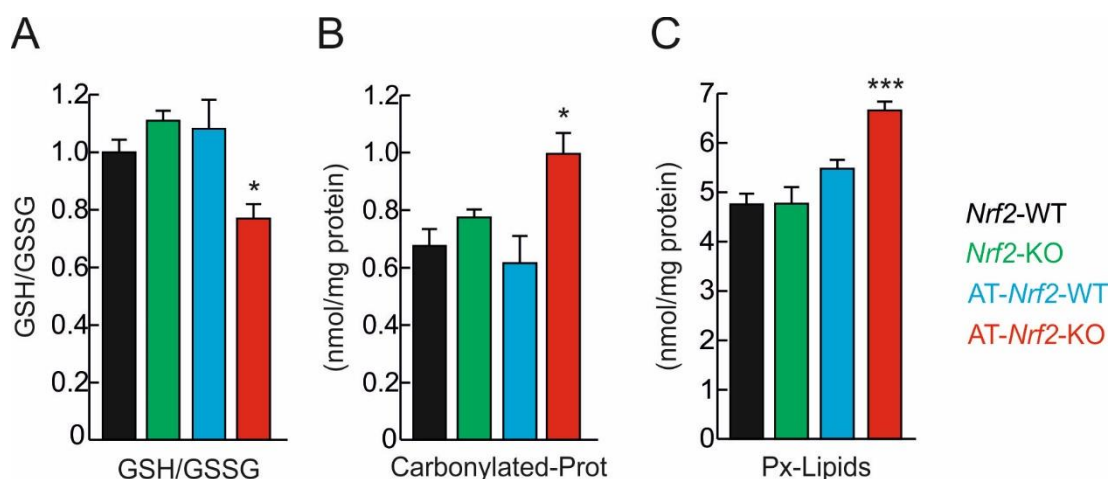 A
GSH/GSSG
1.2
1.0
0.8
0.6
0.4
0.2
0
*
GSH/GSSG
B
(nmol/mg protein)
1.2
1.0
0.8
0.6
0.4
0.2
0
*
Carbonylated-Prot
C
(nmol/mg protein)
7
6
5
4
3
2
1
0
***
Px-Lipids
Nrf2-WT
Nrf2-KO
AT-Nrf2-WT
AT-Nrf2-KO